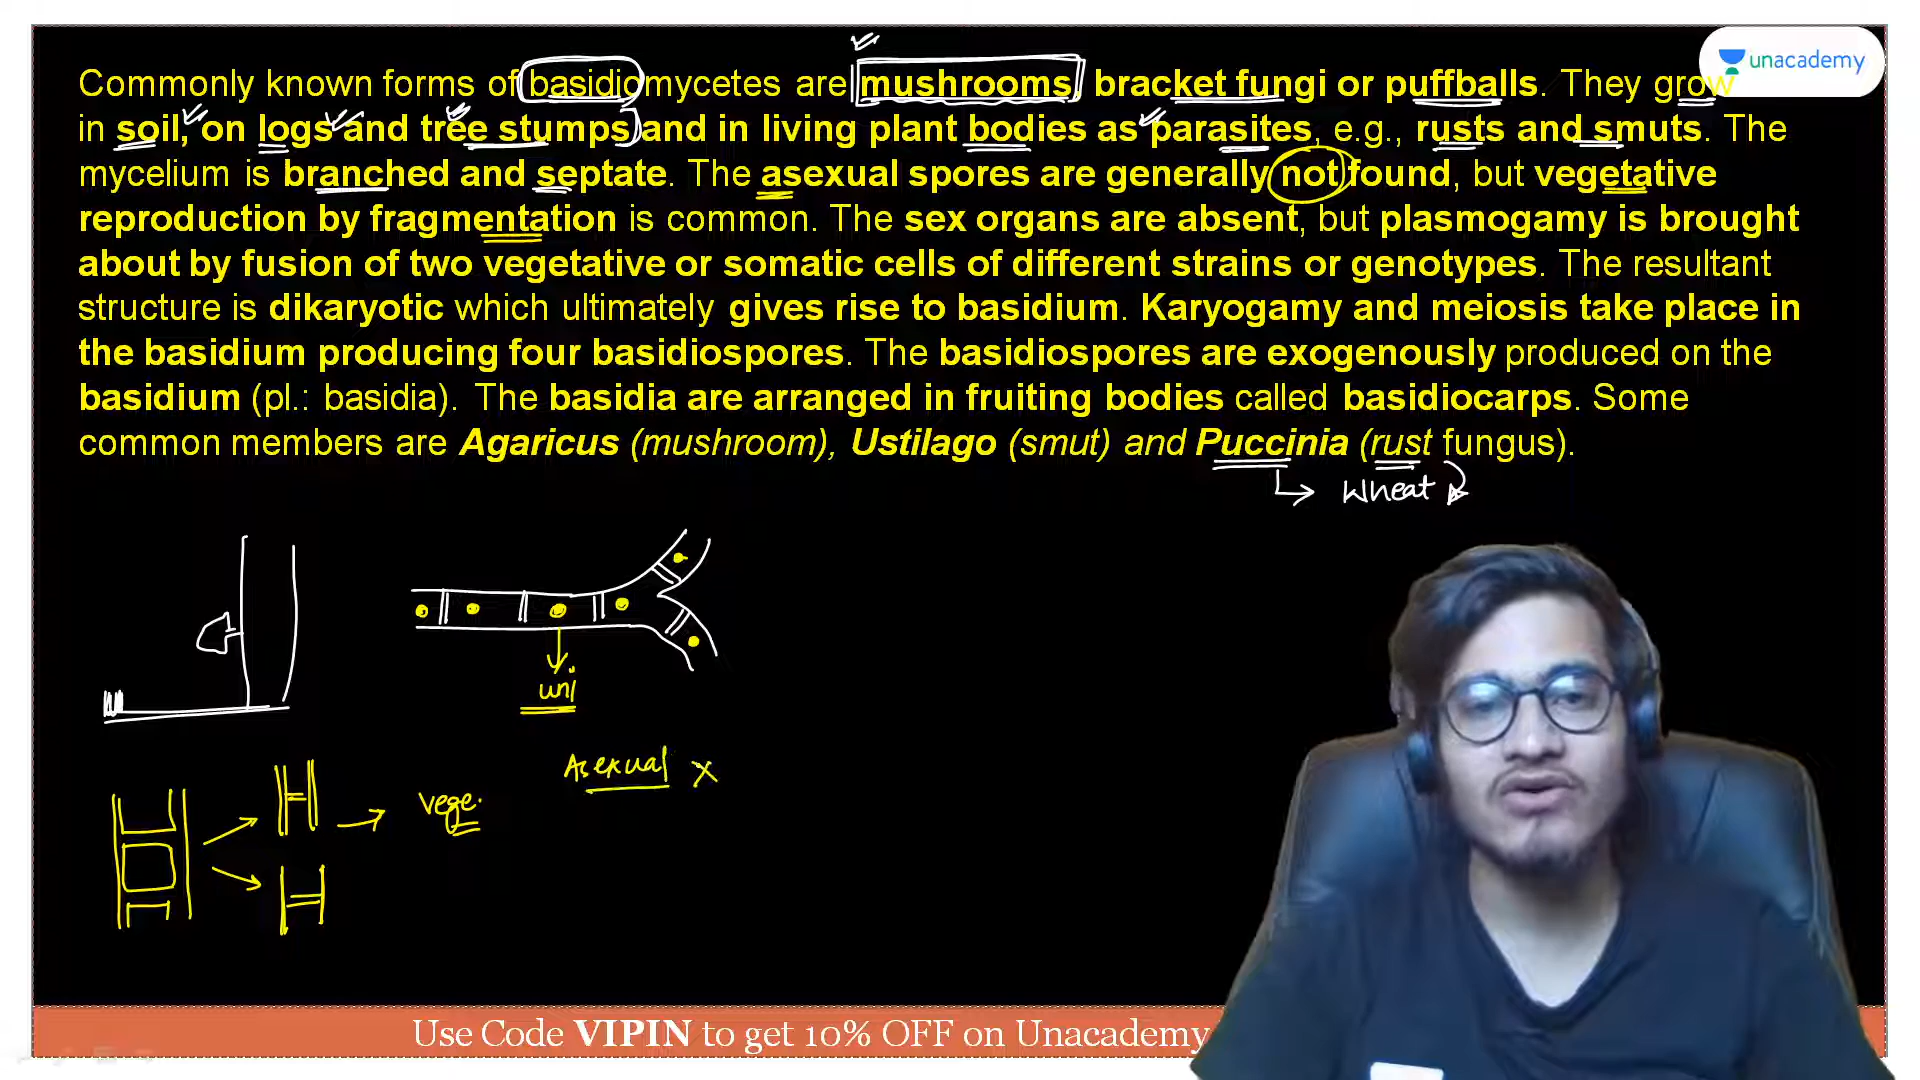 unacademy
Commonly known forms of basidiomycetes are mushrooms, bracket fungi or puffballs. They grow
in soil, on logs and tree stumps and in living plant bodies as parasites, e.g., rusts and smuts. The
mycelium is branched and septate. The asexual spores are generally not found, but vegetative
reproduction by fragmentation is common. The sex organs are absent, but plasmogamy is brought
about by fusion of two vegetative or somatic cells of different strains or genotypes. The resultant
structure is dikaryotic which ultimately gives rise to basidium. Karyogamy and meiosis take place in
the basidium producing four basidiospores. The basidiospores are exogenously produced on the
basidium (pl.: basidia). The basidia are arranged in fruiting bodies called basidiocarps. Some
common members are Agaricus (mushroom), Ustilago (smut) and Puccinia (rust fungus).
Wheat
uni
Asexual X
vege.
Use Code VIPIN to get 10% OFF on Unacademy